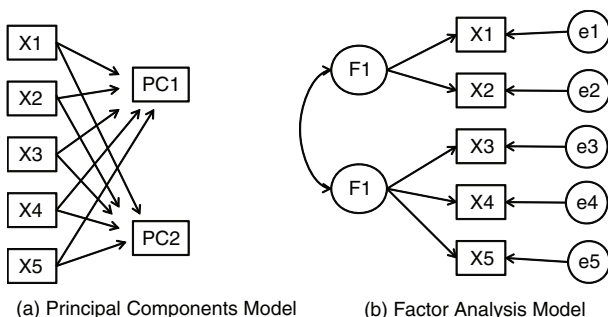 X1
X2
X3
X4
X5
PC1
PC2
(a) Principal Components Model
F1
F1
X1
X2
X3
X4
X5
e1
e2
e3
e4
e5
(b) Factor Analysis Model